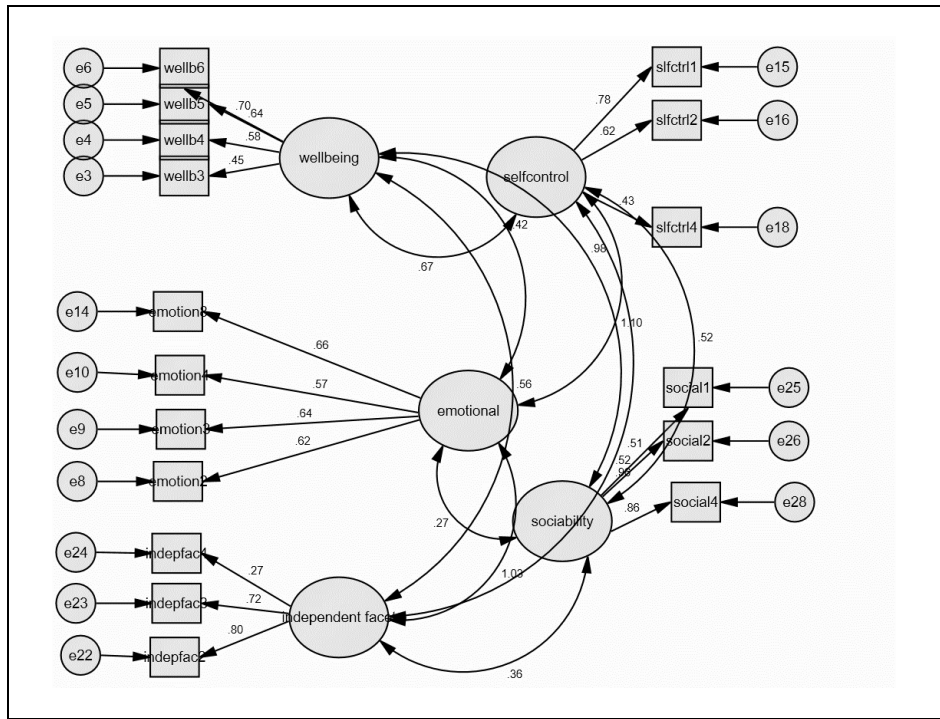 e6
wellb6
e5
wellb5
e4
wellb4
e3
wellb3
.70
.64
.58
.45
wellbeing
selfcontrol
slfctrl1
e15
.78
slfctrl2
e16
.62
slfctrl4
e18
.43
.42
.98
.67
1.10
.52
e14
.66
e10
.57
e9
.64
e8
emotion2
.62
emotional
.56
social1
e25
.51
social2
e26
.52
social4
e28
.86
sociability
.27
1.03
e24
.27
e23
.72
e22
.80
.36